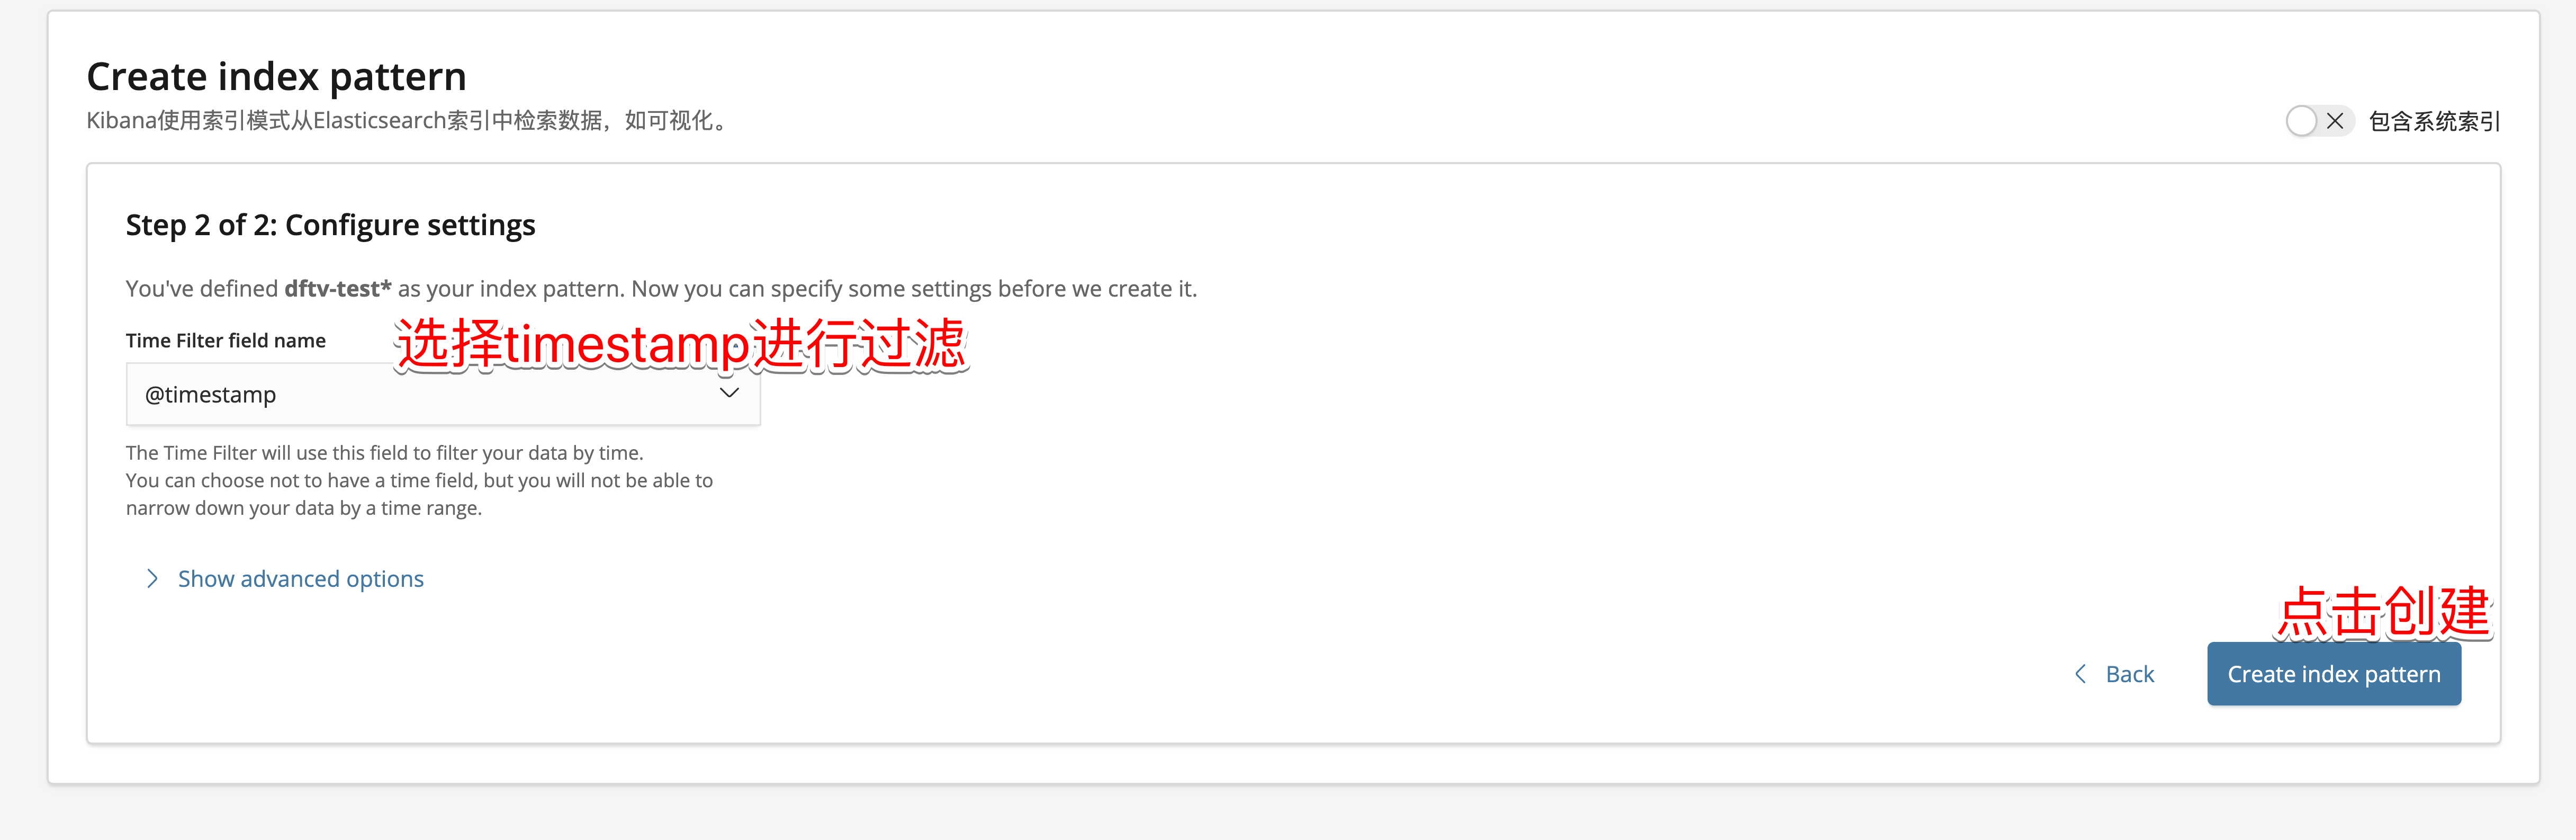 Create index pattern
Kibana使用索引模式从Elasticsearch索引中检索数据，如可视化。
包含系统索引
Step 2 of 2: Configure settings
You've defined dftv-test* as your index pattern. Now you can specify some settings before we create it.
Time Filter field name
选择timestamp进行过滤
@timestamp
The Time Filter will use this field to filter your data by time.
You can choose not to have a time field, but you will not be able to
narrow down your data by a time range.
Show advanced options
点击创建
Back
Create index pattern